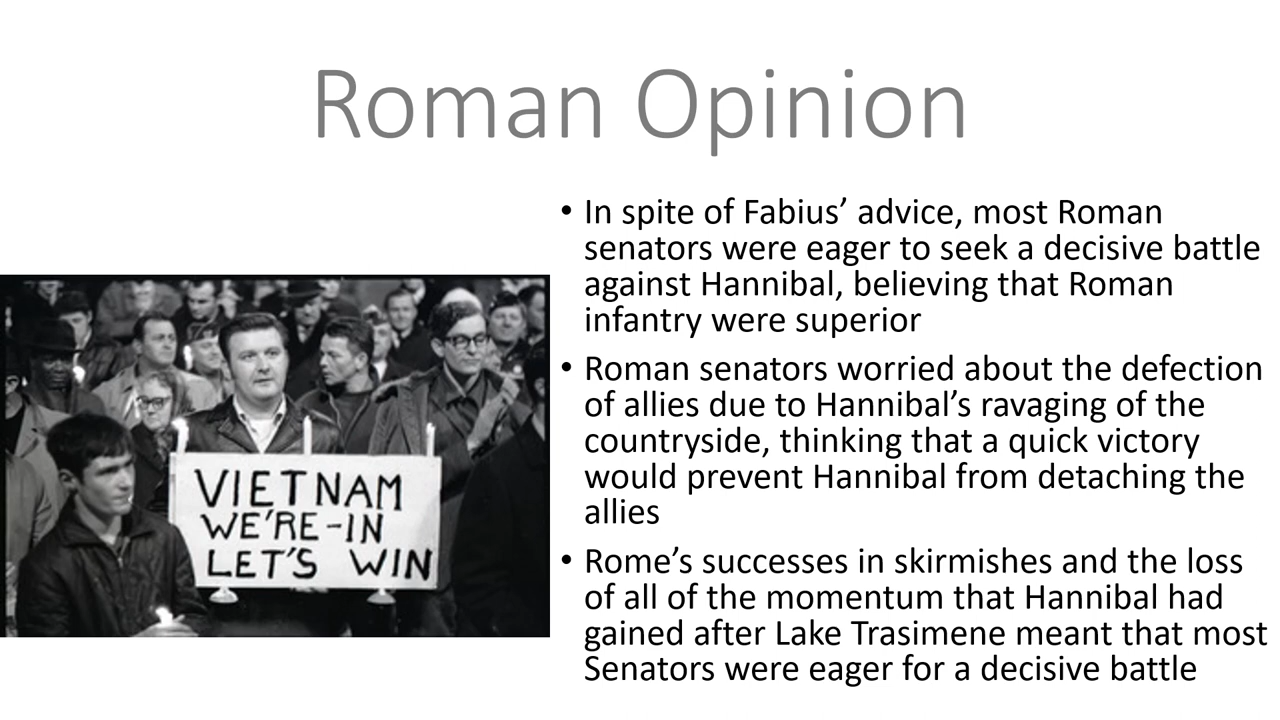 Roman Opinion
• In spite of Fabius’ advice, most Roman
senators were eager to seek a decisive battle
against Hannibal, believing that Roman
infantry were superior
• Roman senators worried about the defection
of allies due to Hannibal’s ravaging of the
countryside, thinking that a quick victory
would prevent Hannibal from detaching the
allies
• Rome’s successes in skirmishes and the loss
of all of the momentum that Hannibal had
gained after Lake Trasimene meant that most
Senators were eager for a decisive battle
VIETNAM
WE'RE-IN
LET'S WIN